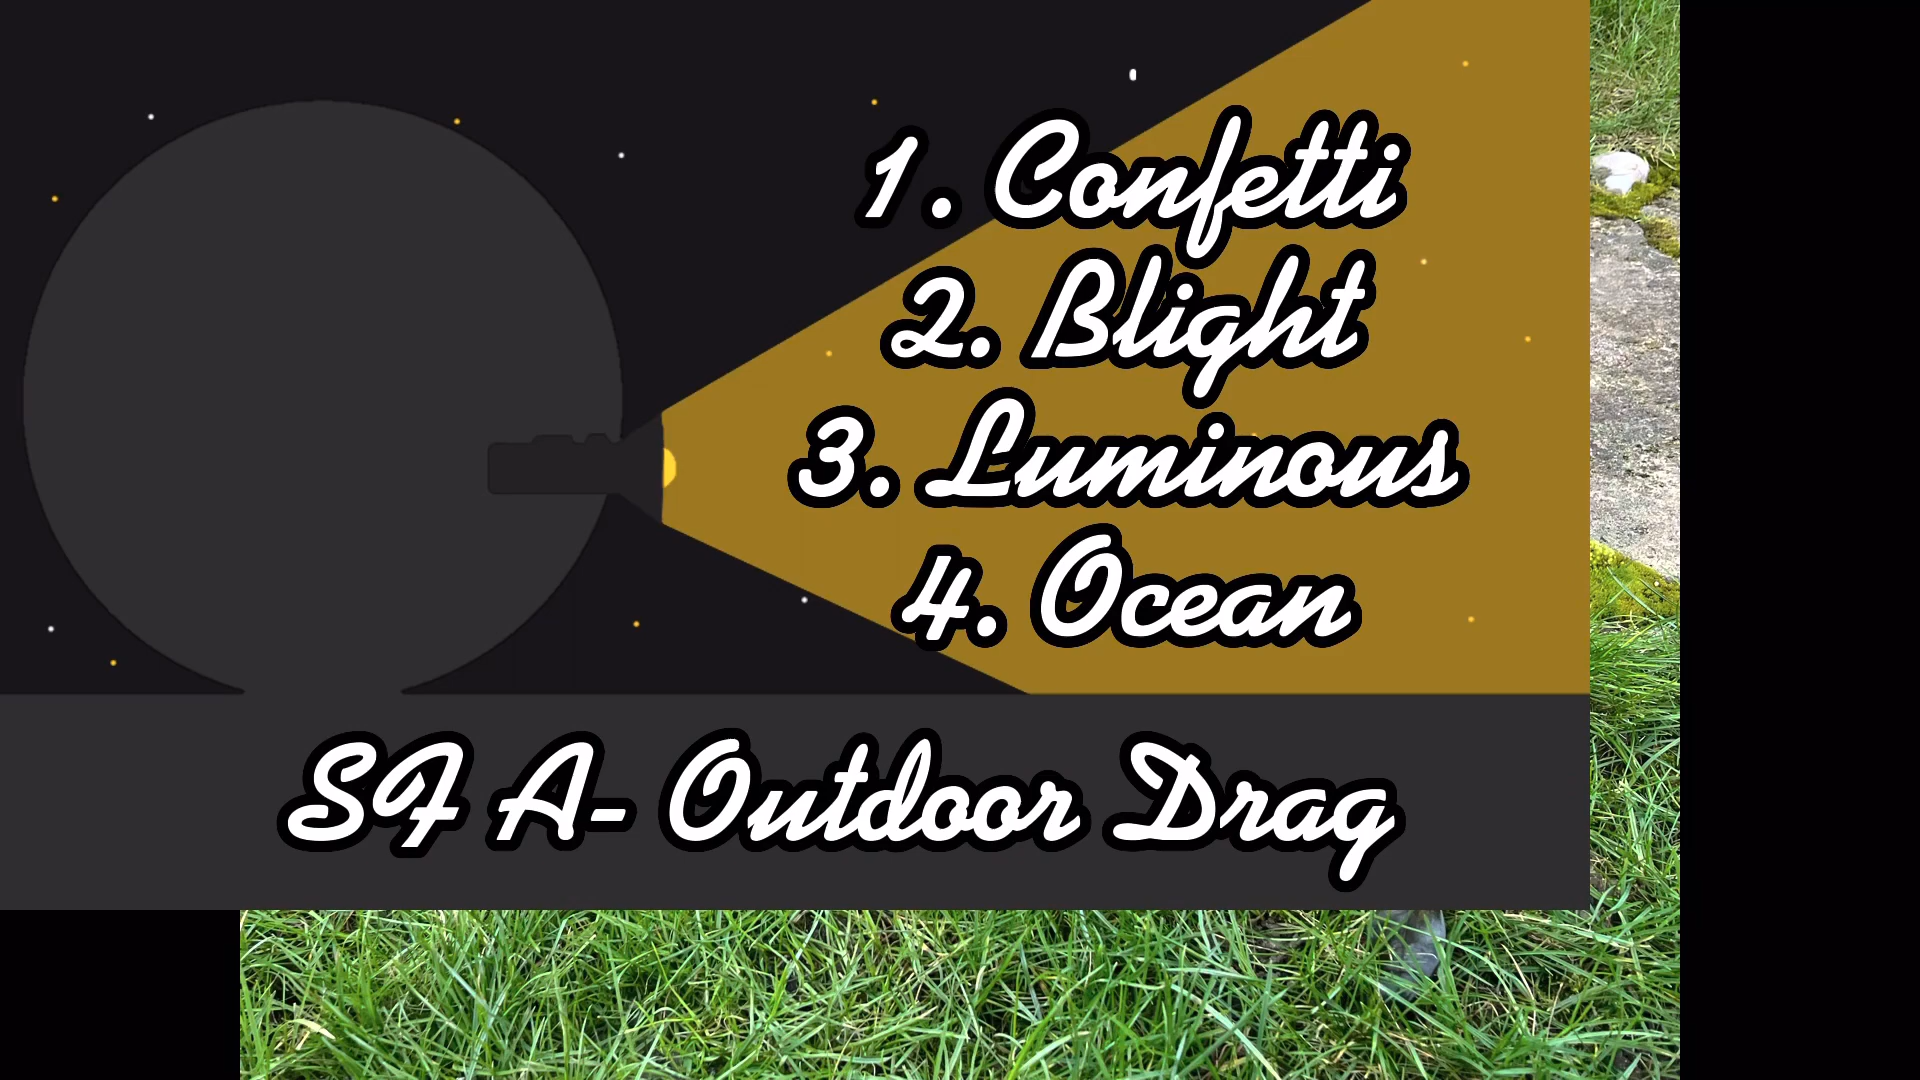 1. Confetti
2. Blight
3. Luminous
4. Ocean
SF A- Outdoor Drag